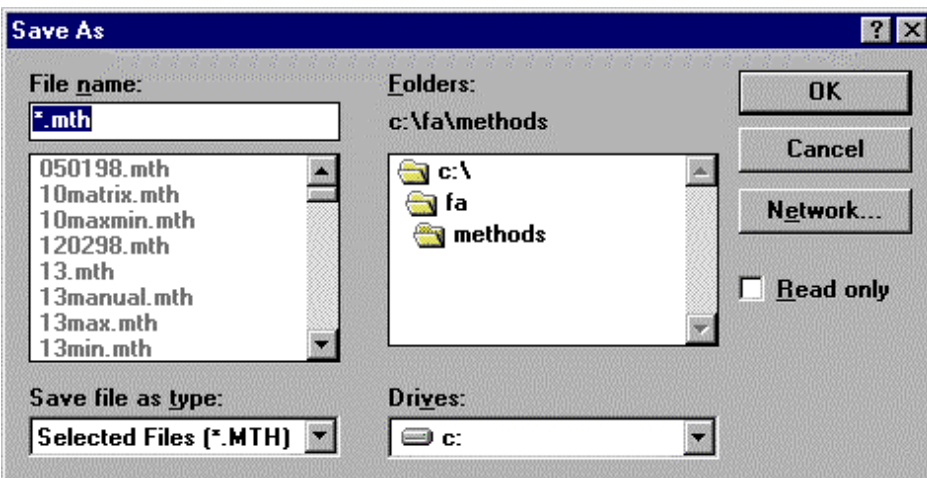 Save As
File name:
*.mth
050198.mth
10matrix.mth
10maxmin.mth
120298.mth
13.mth
13manual.mth
13max.mth
13min.mth
Save file as type:
Selected Files (*.MTH)
Folders:
c:\fa\methods
c:\
fa
methods
Drives:
c:
OK
Cancel
Network...
Read only